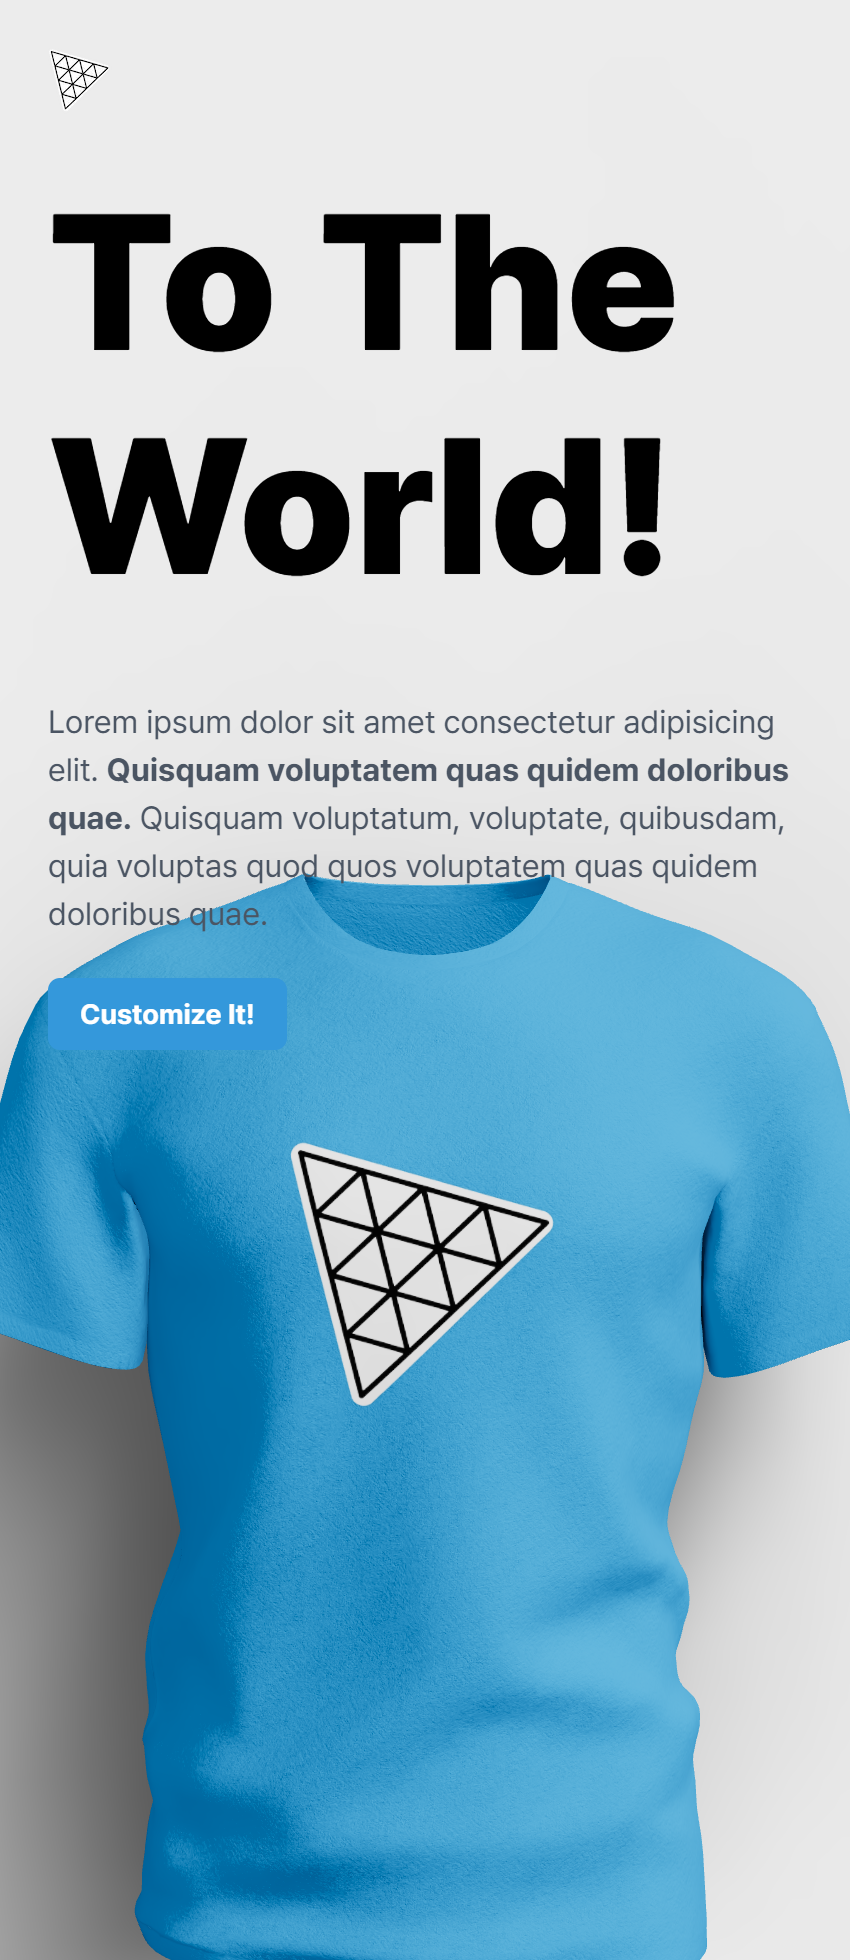 To The
World!
Lorem ipsum dolor sit amet consectetur adipisicing
elit. Quisquam voluptatem quas quidem doloribus
quae. Quisquam voluptatum, voluptate, quibusdam,
quia voluptas quod quos voluptatem quas quidem
doloribus quae.
Customize It!